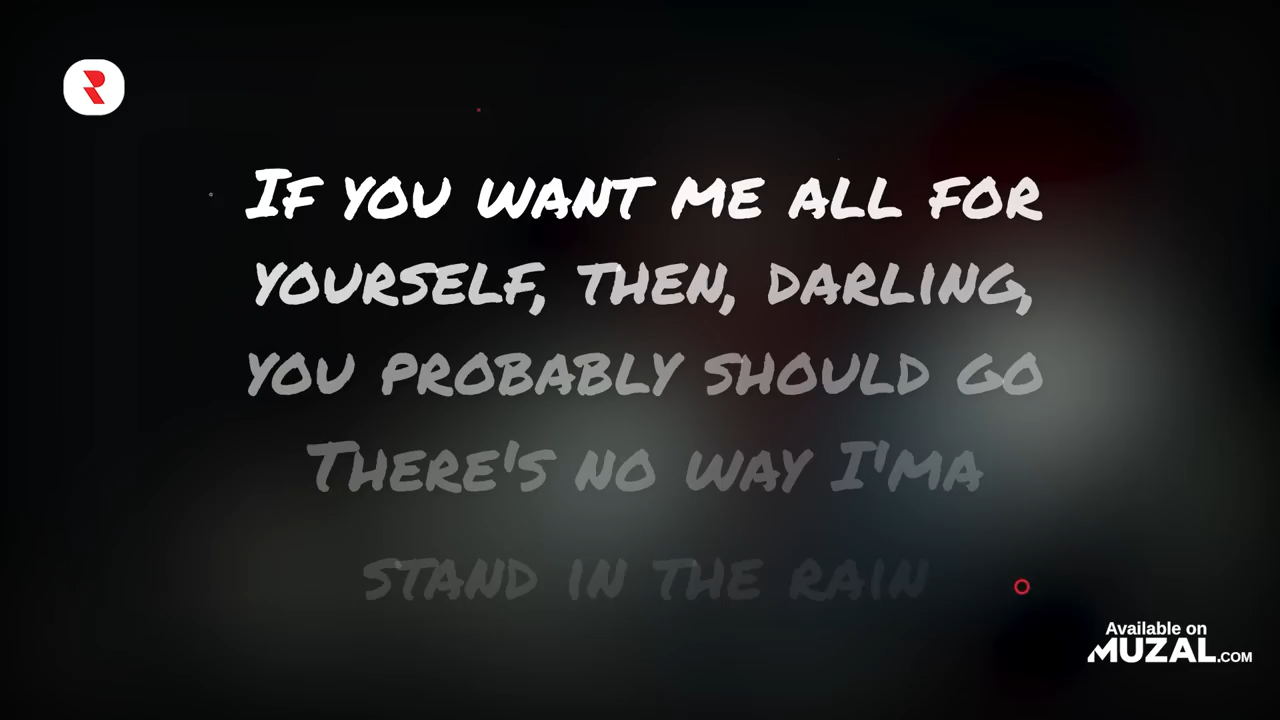 If you want me all for
yourself, then, darling,
you probably should go
There's no way I'ma
stand in the rain
Available on
MUZAL.COM